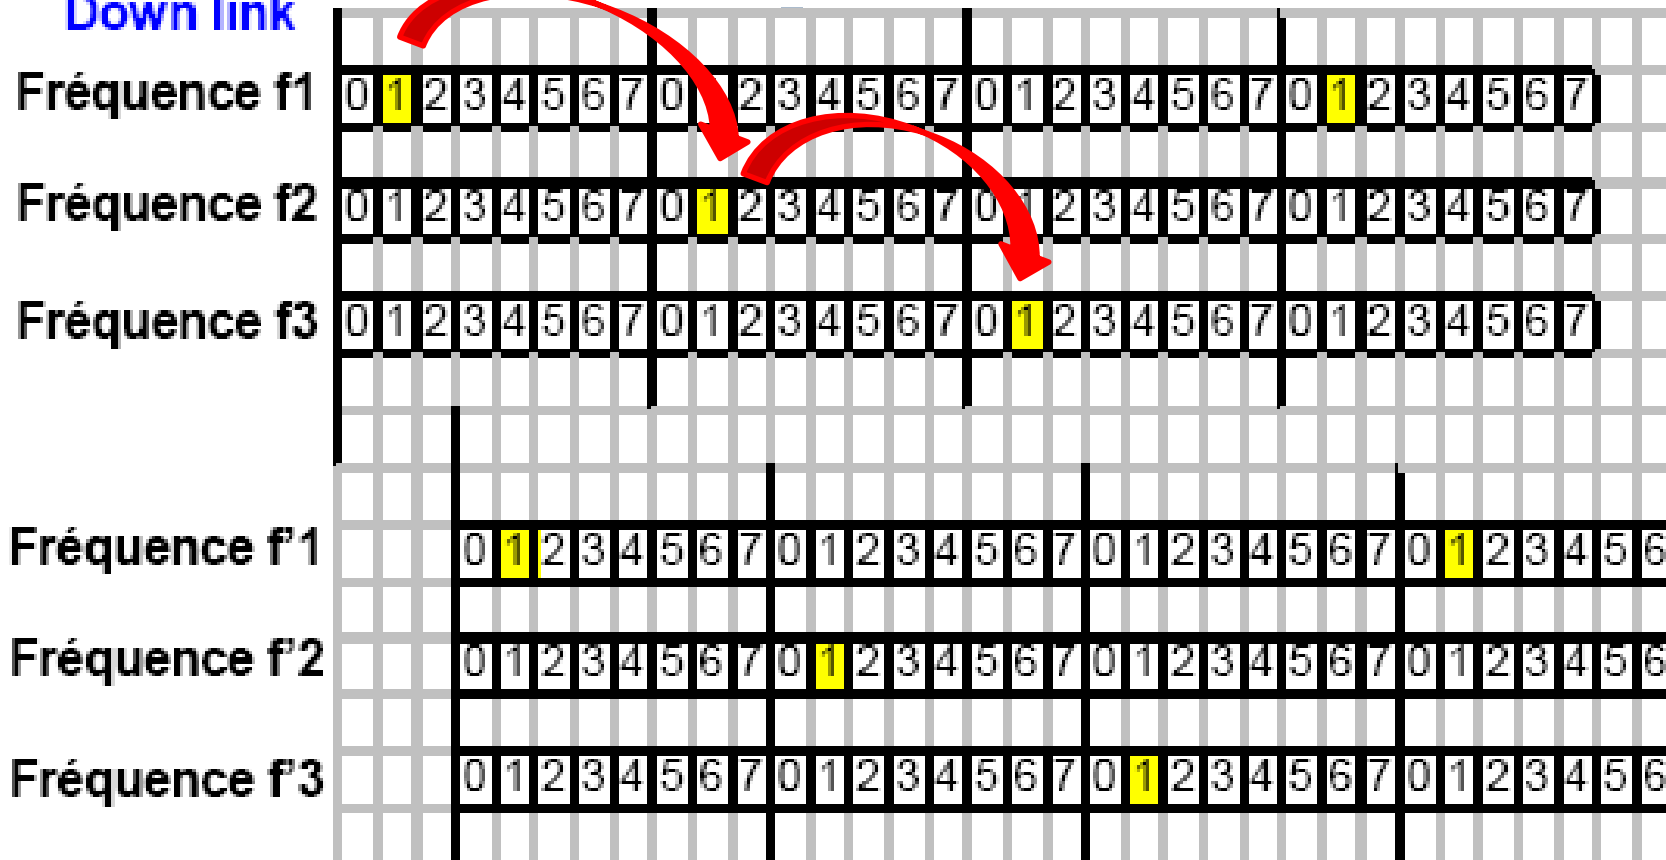 Down link
Fréquence f1 0 1 2 3 4 5 6 7 0 2 3 4 5 6 7 0 1 2 3 4 5 6 7 0 1 2 3 4 5 6 7
Fréquence f2 0 1 2 3 4 5 6 7 0 1 2 3 4 5 6 7 0 1 2 3 4 5 6 7 0 1 2 3 4 5 6 7
Fréquence f3 0 1 2 3 4 5 6 7 0 1 2 3 4 5 6 7 0 1 2 3 4 5 6 7 0 1 2 3 4 5 6 7
Fréquence f'1 0 1 2 3 4 5 6 7 0 1 2 3 4 5 6 7 0 1 2 3 4 5 6 7 0 1 2 3 4 5 6
Fréquence f'2 0 1 2 3 4 5 6 7 0 1 2 3 4 5 6 7 0 1 2 3 4 5 6 7 0 1 2 3 4 5 6
Fréquence f'3 0 1 2 3 4 5 6 7 0 1 2 3 4 5 6 7 0 1 2 3 4 5 6 7 0 1 2 3 4 5 6